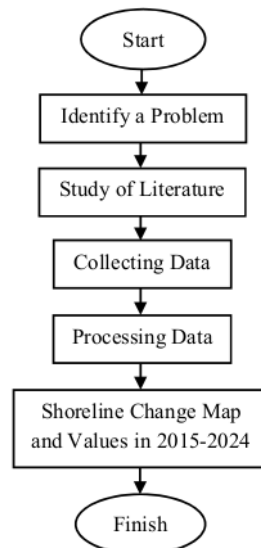 Start
Identify a Problem
Study of Literature
Collecting Data
Processing Data
Shoreline Change Map
and Values in 2015-2024
Finish